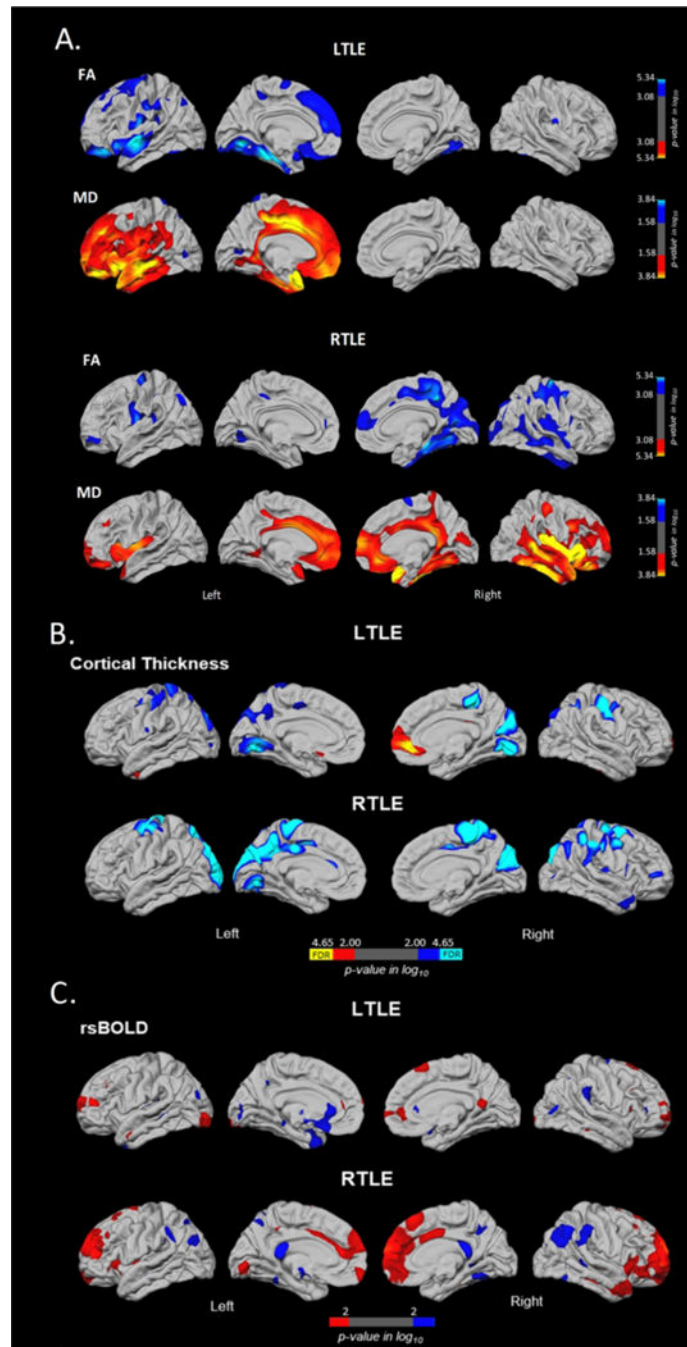 A.
LTLE
FA
5.34
3.08
3.08
5.34
p-value in log10
MD
3.84
1.58
1.58
3.84
p-value in log10
RTLE
FA
5.34
3.08
3.08
5.34
p-value in log10
MD
3.84
1.58
1.58
3.84
p-value in log10
Left Right
B.
LTLE
Cortical Thickness
RTLE
Left Right
4.65 2.00 2.00 4.65
FDR FDR
p-value in log10
C.
LTLE
rsBOLD
RTLE
Left Right
2 2
p-value in log10